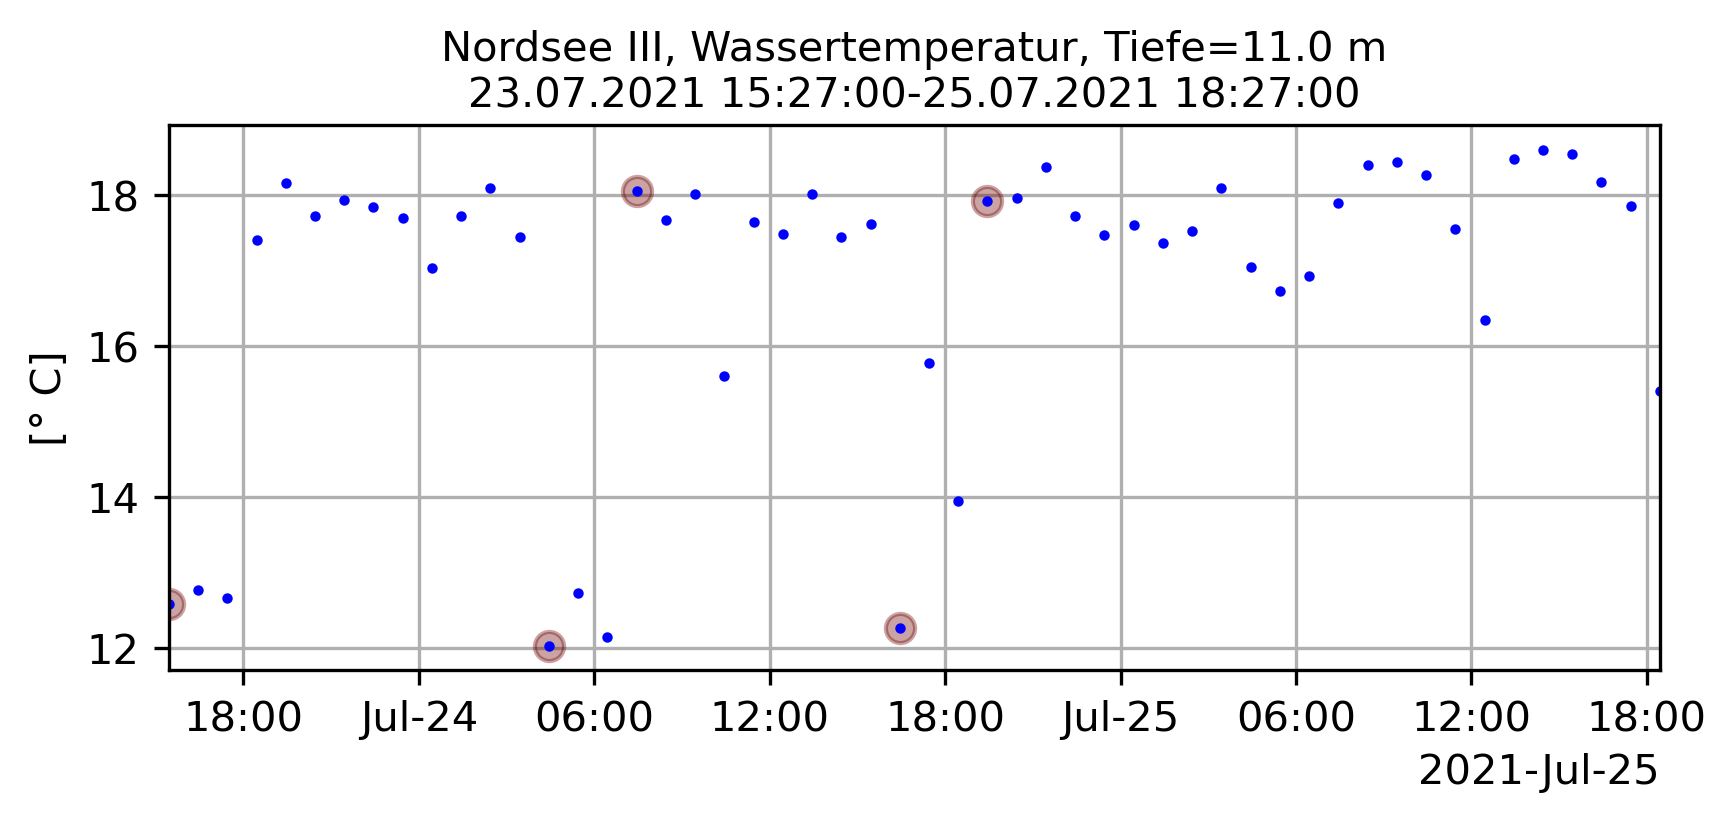 Nordsee III, Wassertemperatur, Tiefe=11.0 m
23.07.2021 15:27:00-25.07.2021 18:27:00
[° C]
18
16
14
12
18:00 Jul-24 06:00 12:00 18:00 Jul-25 06:00 12:00 18:00
2021-Jul-25